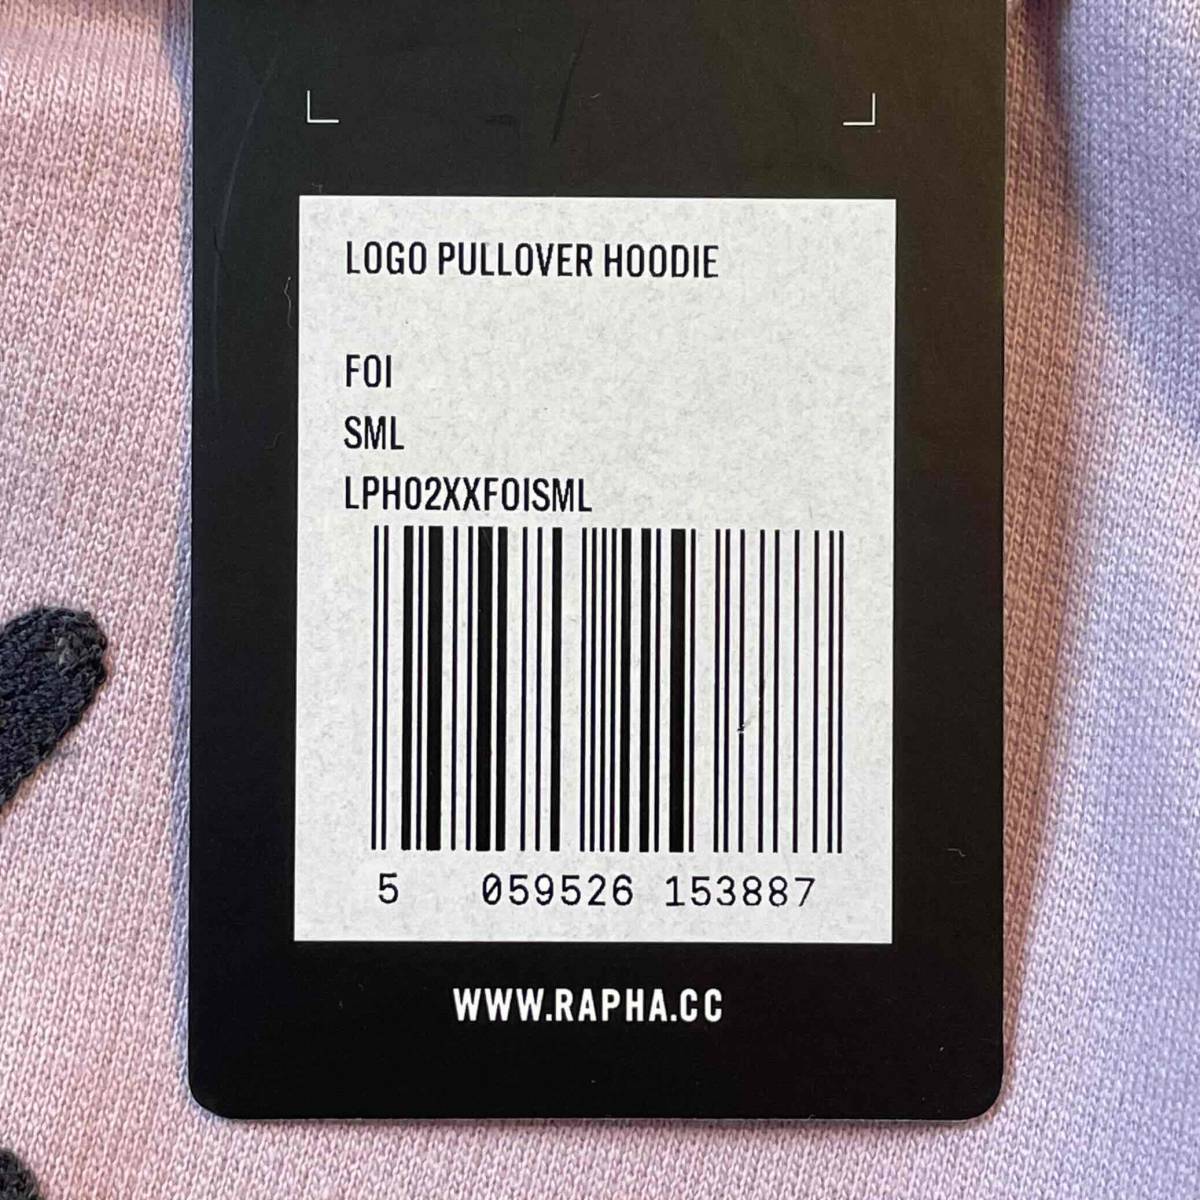 LOGO PULLOVER HOODIE
FOI
SML
LPH02XXFOISML
5 059526 153887
WWW.RAPHA.CC